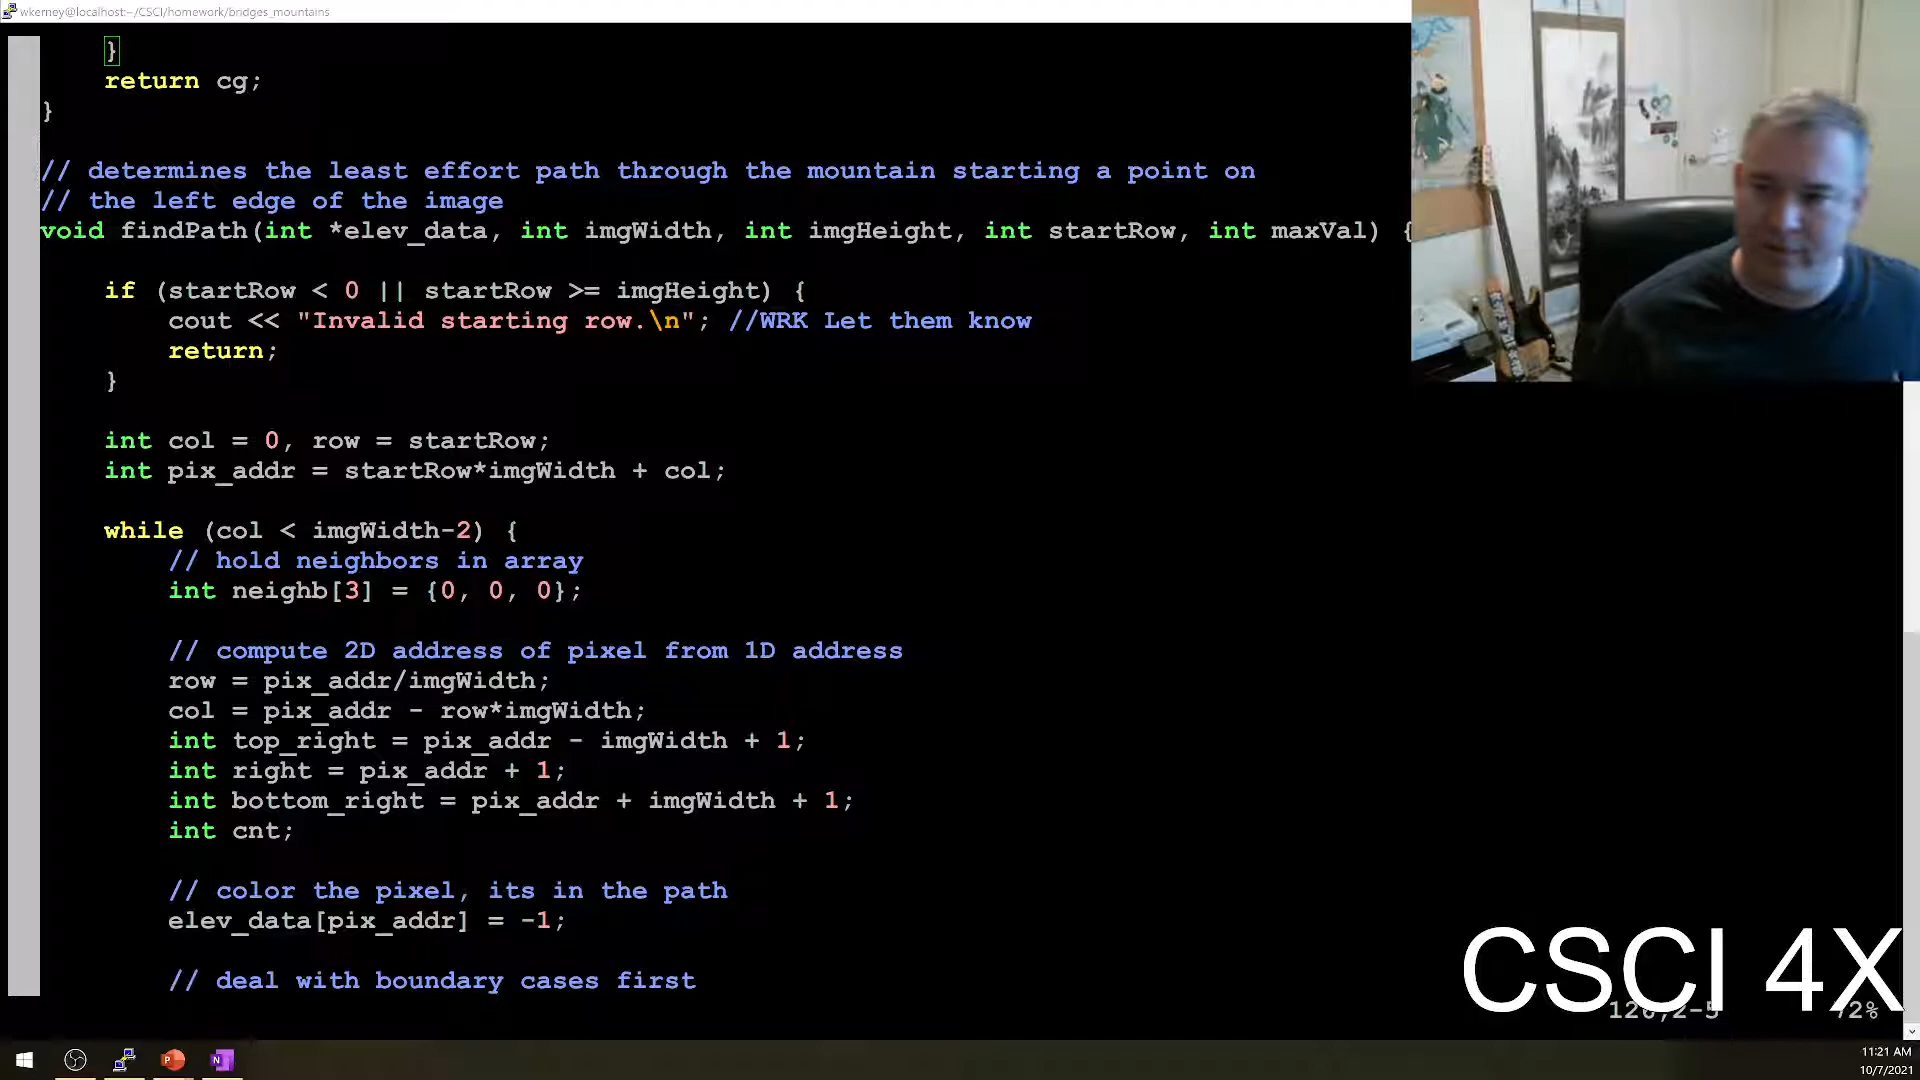 wkerney@localhost:~/CSCI/homework/bridges_mountains
}
return cg;
}
// determines the least effort path through the mountain starting a point on
// the left edge of the image
void findPath(int *elev_data, int imgWidth, int imgHeight, int startRow, int maxVal) {
if (startRow < 0 || startRow >= imgHeight) {
cout << "Invalid starting row.\n"; //WRK Let them know
return;
}
int col = 0, row = startRow;
int pix_addr = startRow*imgWidth + col;
while (col < imgWidth-2) {
// hold neighbors in array
int neighb[3] = {0, 0, 0};
// compute 2D address of pixel from 1D address
row = pix_addr/imgWidth;
col = pix_addr - row*imgWidth;
int top_right = pix_addr - imgWidth + 1;
int right = pix_addr + 1;
int bottom_right = pix_addr + imgWidth + 1;
int cnt;
// color the pixel, its in the path
elev_data[pix_addr] = -1;
// deal with boundary cases first
CSCI 4X
11:21 AM
10/7/2021